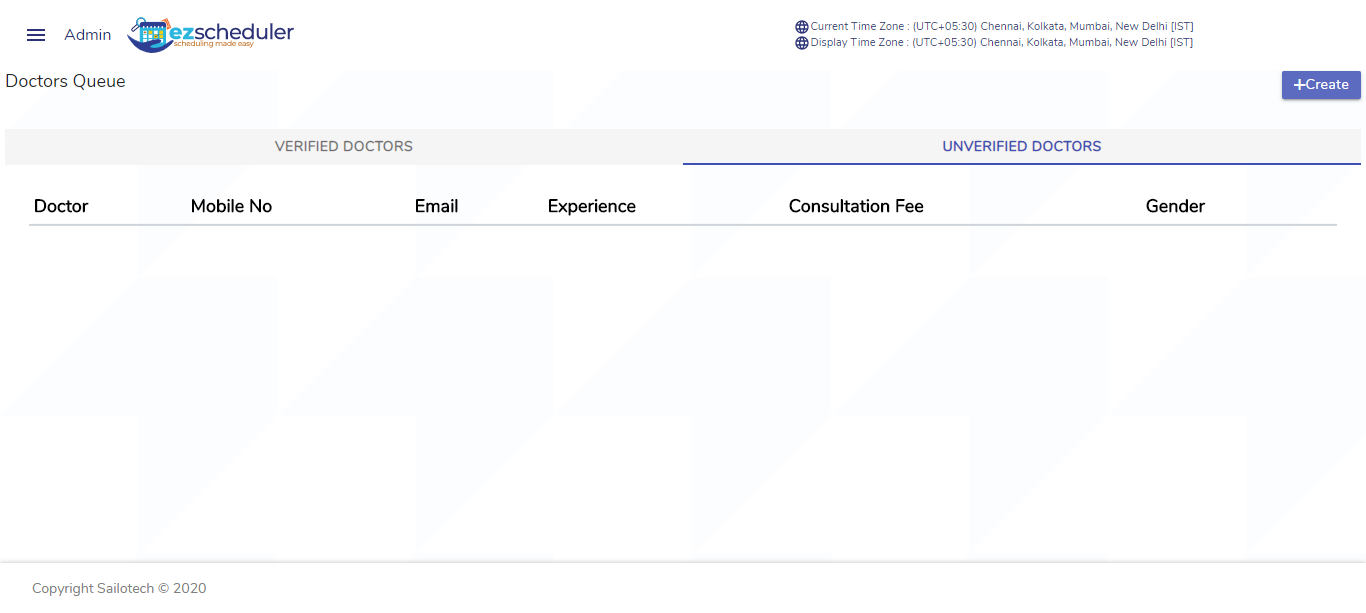 Admin
ezscheduler
scheduling made easy
Current Time Zone : (UTC+05:30) Chennai, Kolkata, Mumbai, New Delhi [IST]
Display Time Zone : (UTC+05:30) Chennai, Kolkata, Mumbai, New Delhi [IST]
Doctors Queue
+Create
VERIFIED DOCTORS
UNVERIFIED DOCTORS
Doctor Mobile No Email Experience Consultation Fee Gender
Copyright Sailotech © 2020